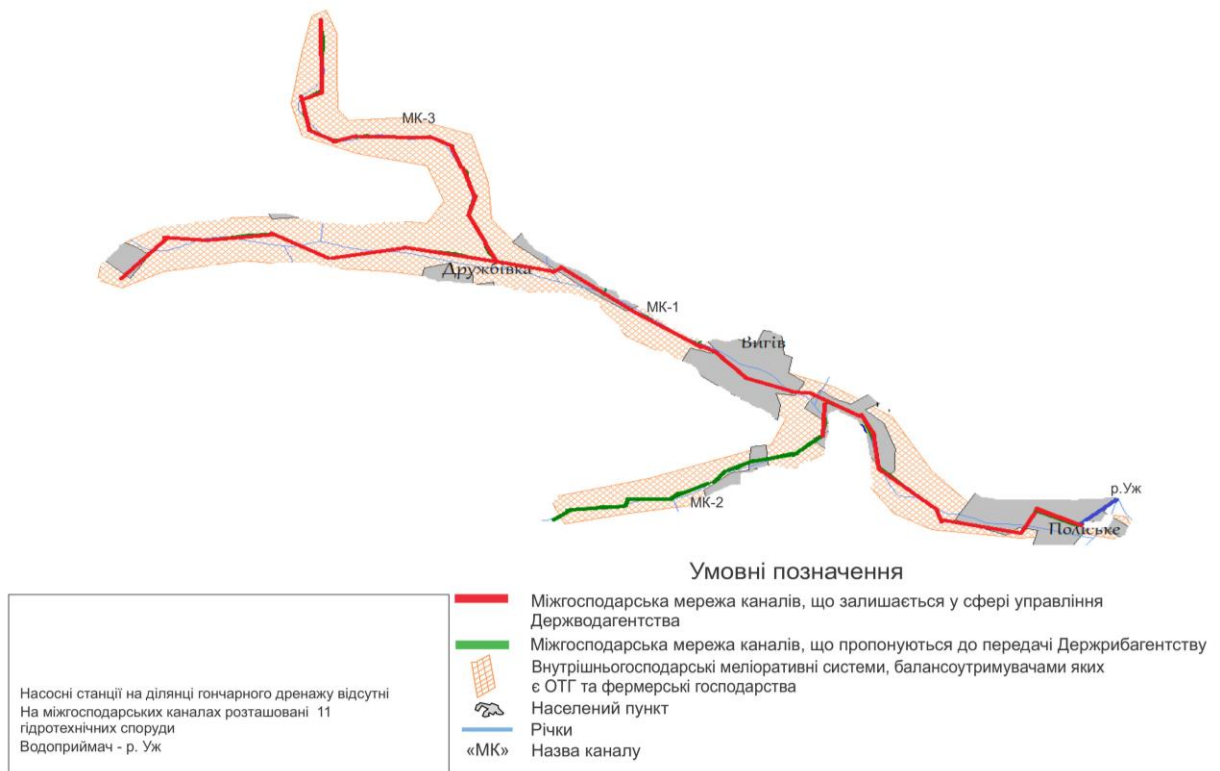 МК-3
Дружбівка
МК-1
Вигів
МК-2
р.Уж
Поліське
Умовні позначення
Міжгосподарська мережа каналів, що залишається у сфері управління
Держводагентства
Міжгосподарська мережа каналів, що пропонуються до передачі Держрибагентству
Внутрішньогосподарські меліоративні системи, балансоутримувачами яких
є ОТГ та фермерські господарства
Населений пункт
Річки
«МК» Назва каналу
Насосні станції на ділянці гончарного дренажу відсутні
На міжгосподарських каналах розташовані 11
гідротехнічних споруди
Водоприймач - р. Уж